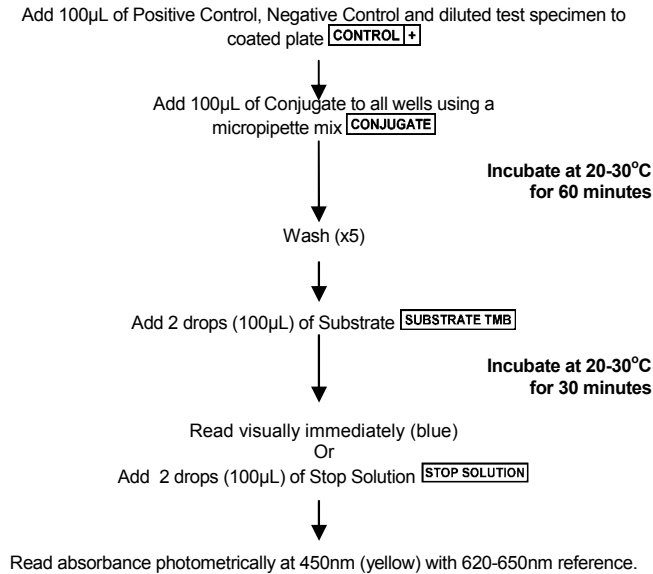 Add 100µL of Positive Control, Negative Control and diluted test specimen to
coated plate CONTROL +
Add 100µL of Conjugate to all wells using a
micropipette mix CONJUGATE
Incubate at 20-30°C
for 60 minutes
Wash (x5)
Add 2 drops (100µL) of Substrate SUBSTRATE TMB
Incubate at 20-30°C
for 30 minutes
Read visually immediately (blue)
Or
Add 2 drops (100µL) of Stop Solution STOP SOLUTION
Read absorbance photometrically at 450nm (yellow) with 620-650nm reference.